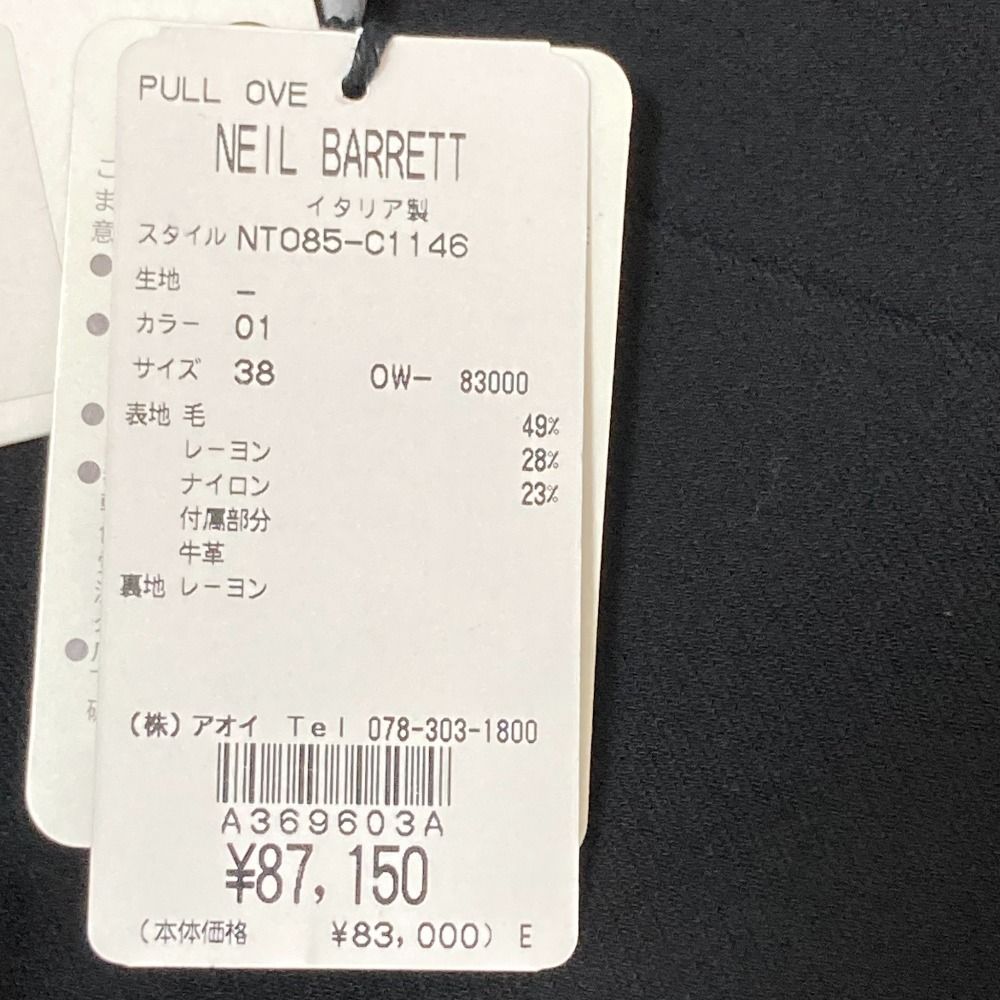 PULL OVE
NEIL BARRETT
イタリア製
スタイル NT085-C1146
生地 _
カラー 01
サイズ 38 OW- 83000
表地 毛 49%
レーヨン 28%
ナイロン 23%
付属部分
牛革
裏地 レーヨン
(株)アオイ Tel 078-303-1800
A369603A
¥87,150
(本体価格 ¥83,000) E
こ
ま
意